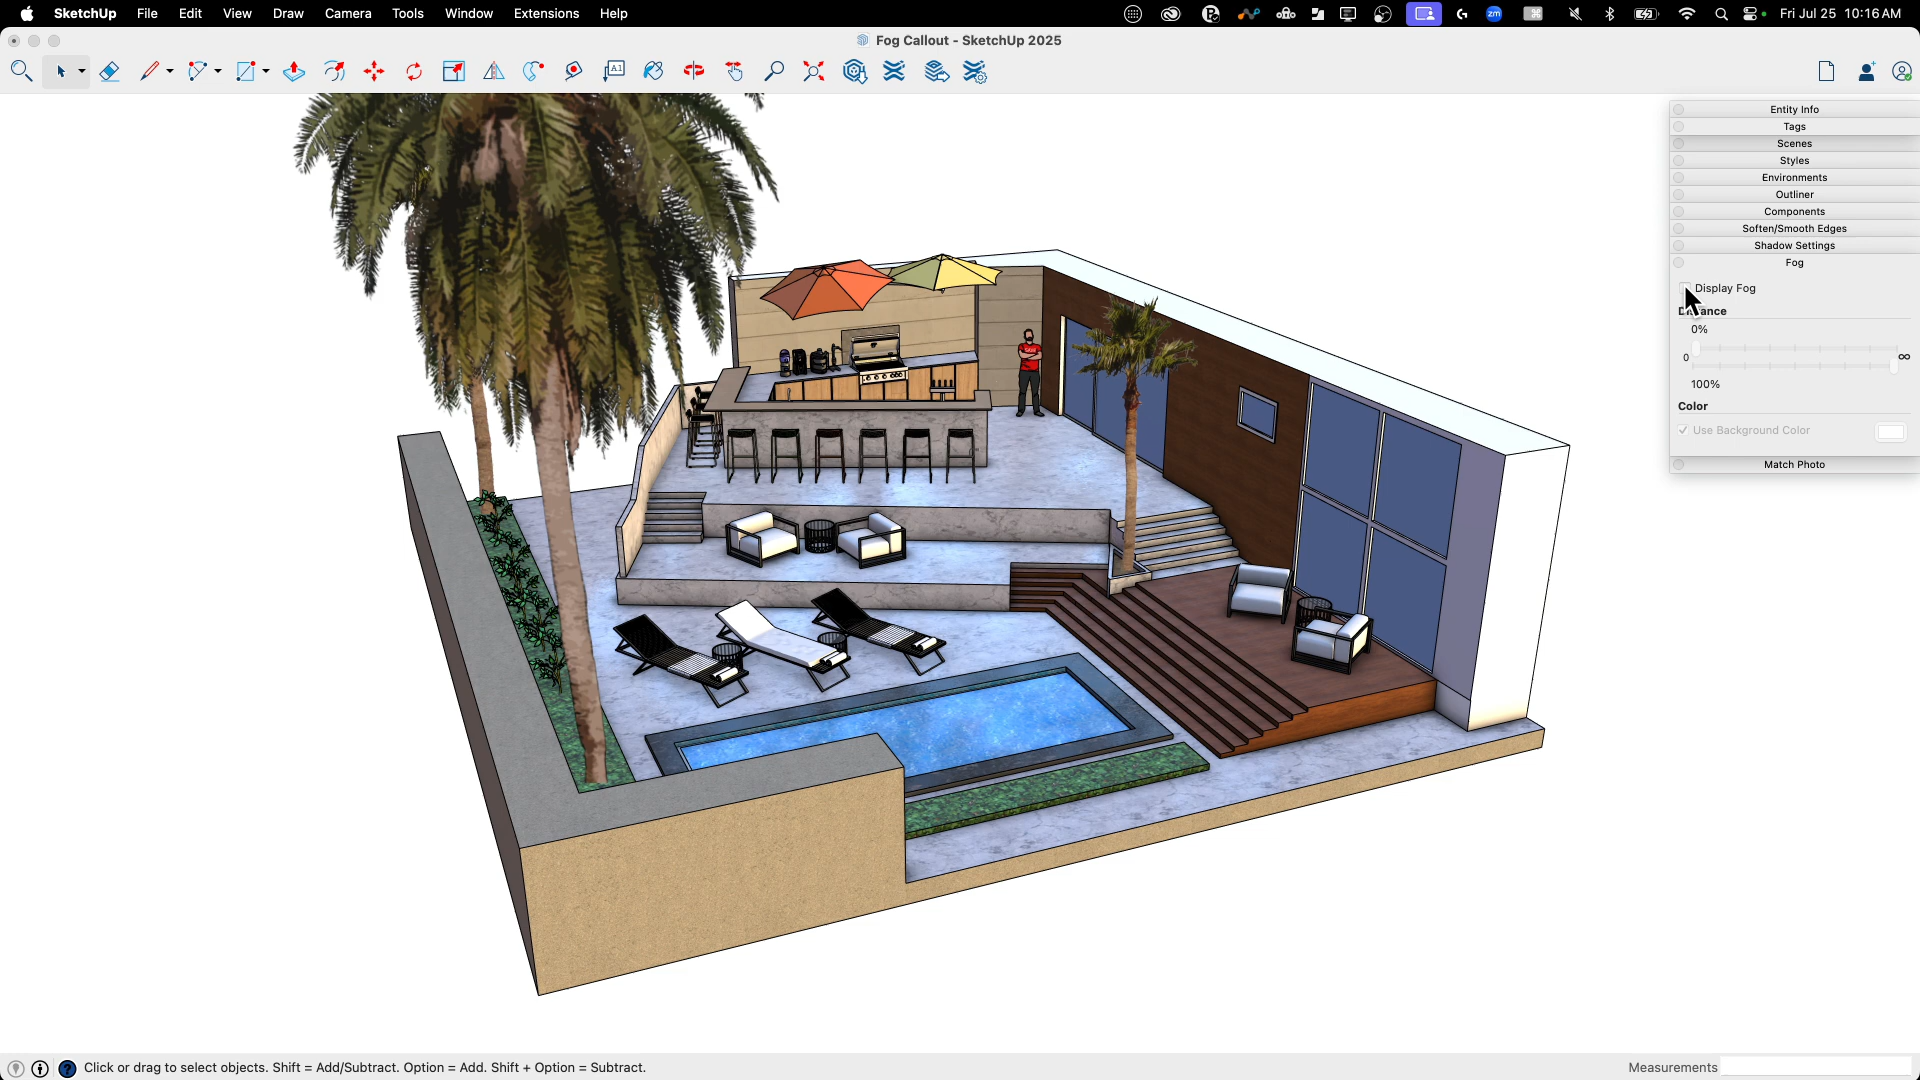 SketchUp File Edit View Draw Camera Tools Window Extensions Help
zm
Fri Jul 25 10:16 AM
Fog Callout - SketchUp 2025
A1
Entity Info
Tags
Scenes
Styles
Environments
Outliner
Components
Soften/Smooth Edges
Shadow Settings
Fog
Display Fog
0%
0
∞
100%
Color
Use Background Color
Match Photo
? Click or drag to select objects. Shift = Add/Subtract. Option = Add. Shift + Option = Subtract.
Measurements